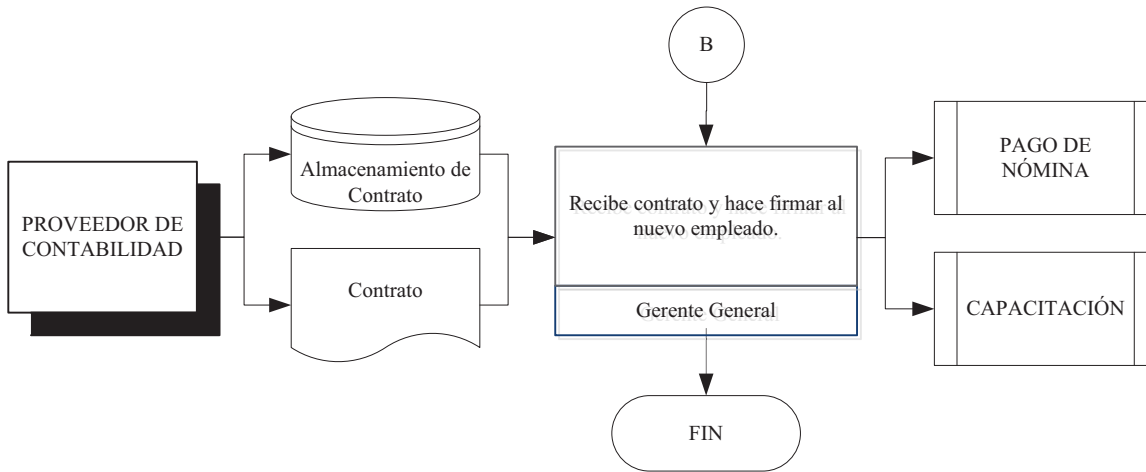 B
PROVEEDOR DE
CONTABILIDAD
Almacenamiento de
Contrato
Contrato
Recibe contrato y hace firmar al
nuevo empleado.
Gerente General
PAGO DE
NÓMINA
CAPACITACIÓN
FIN